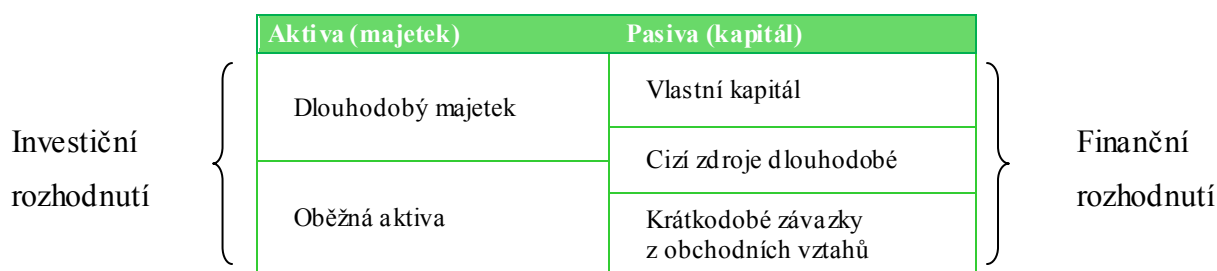 Aktiva (majetek)
Pasiva (kapitál)
Investiční
rozhodnutí
Dlouhodobý majetek
Oběžná aktiva
Vlastní kapitál
Cizí zdroje dlouhodobé
Krátkodobé závazky
z obchodních vztahů
Finanční
rozhodnutí